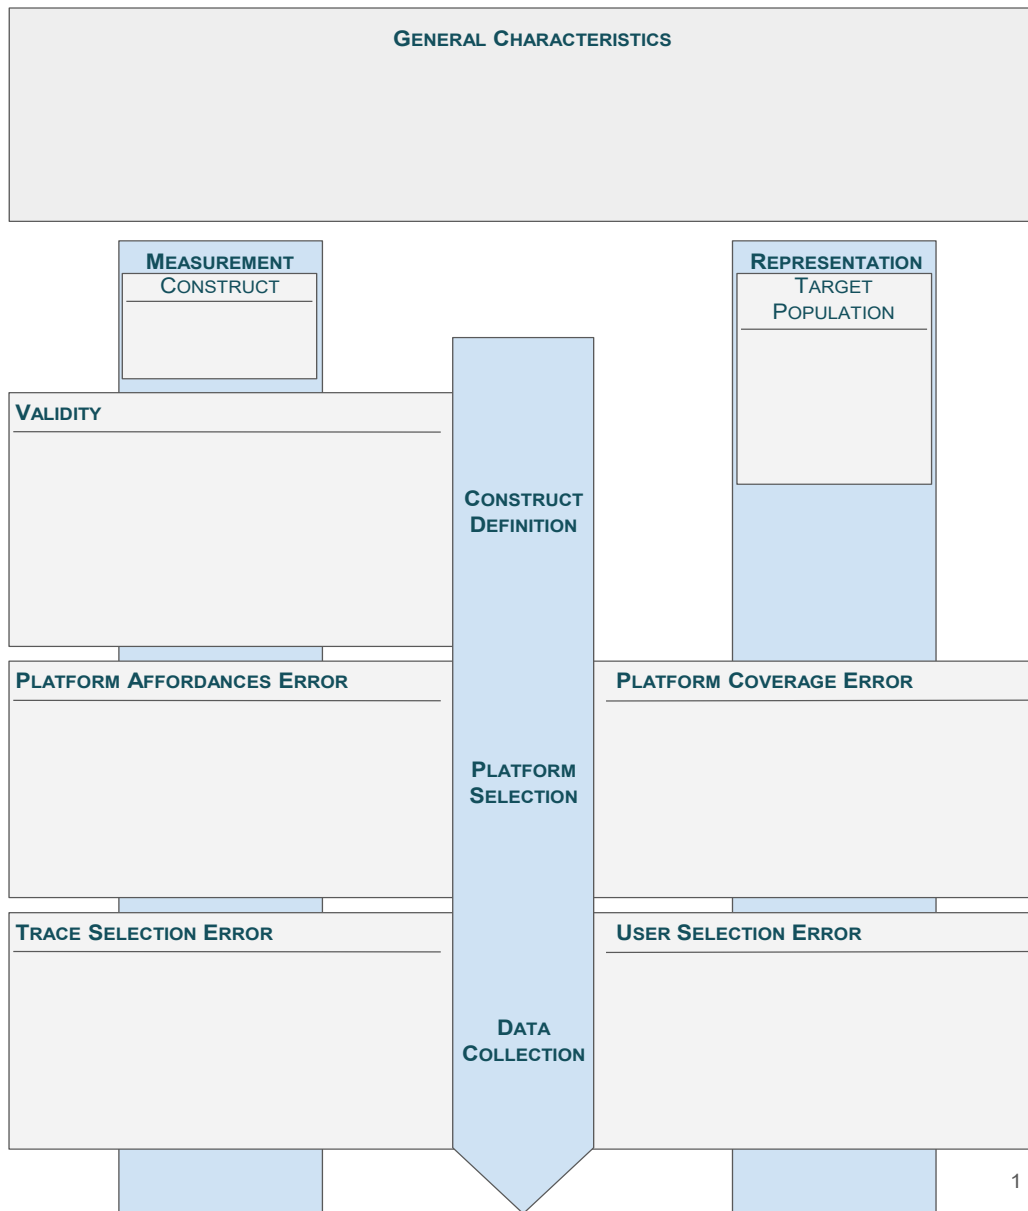 GENERAL CHARACTERISTICS
MEASUREMENT
CONSTRUCT
REPRESENTATION
TARGET
POPULATION
VALIDITY
CONSTRUCT
DEFINITION
PLATFORM AFFORDANCES ERROR
PLATFORM COVERAGE ERROR
PLATFORM
SELECTION
TRACE SELECTION ERROR
USER SELECTION ERROR
DATA
COLLECTION
1